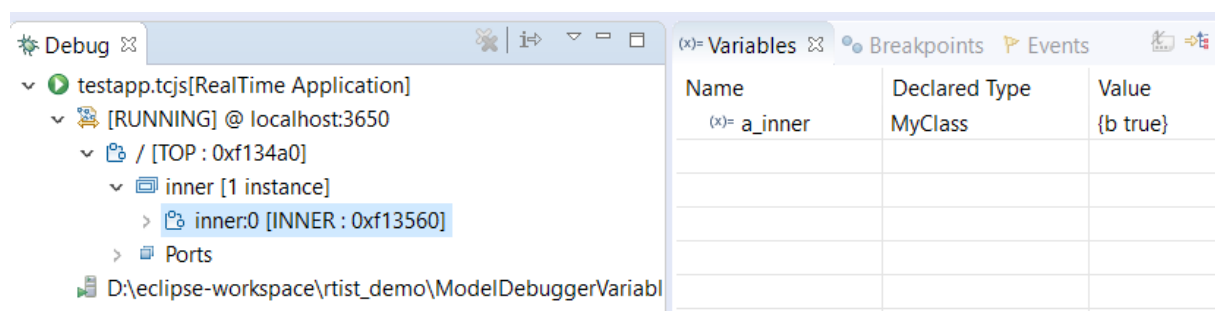 Debug
testapp.tcjs[RealTime Application]
[RUNNING] @ localhost:3650
/ [TOP : 0xf134a0]
inner [1 instance]
inner:0 [INNER : 0xf13560]
Ports
D:\eclipse-workspace\rtist_demo\ModelDebuggerVariabl
(x)= Variables Breakpoints Events
Name Declared Type Value
(x)= a_inner MyClass {b true}